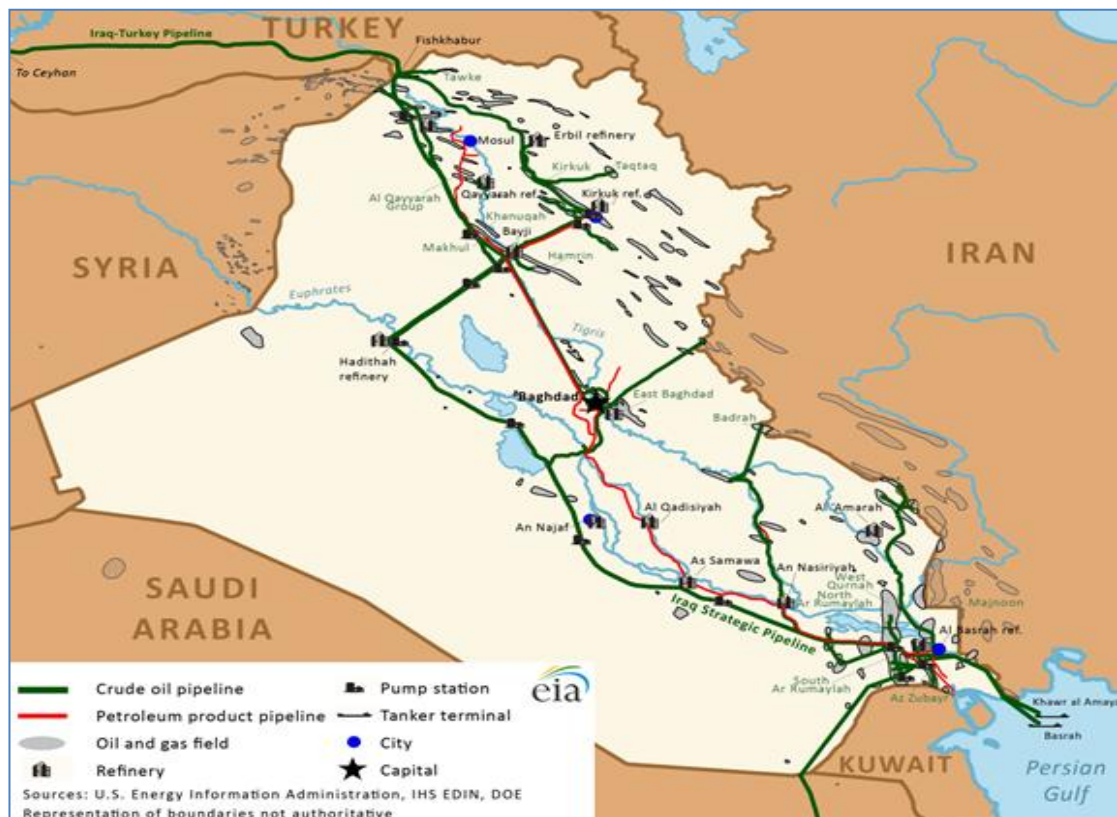 TURKEY
Iraq-Turkey Pipeline
Fishkhabur
To Ceyhan
Tawke
Mosul
Erbil refinery
Kirkuk
Taqtaq
Al Qayyarah
Group
Qayyarah ref.
Kirkuk ref.
Khanuqah
Bayji
Makhul
Hamrin
SYRIA
IRAN
Euphrates
Tigris
Hadithah
refinery
Baghdad
East Baghdad
Badrah
An Najaf
Al Qadisiyah
Al Amarah
As Samawa
An Nasiriyah
West
Qurnah
North
Ar Rumaylah
Majnoon
SAUDI
ARABIA
Iraq Strategic Pipeline
Al Basrah ref.
South
Ar Rumaylah
Az Zubayr
Khawr al Amaya
Basrah
KUWAIT
Persian
Gulf
eia
Crude oil pipeline
Petroleum product pipeline
Oil and gas field
Refinery
Pump station
Tanker terminal
City
Capital
Sources: U.S. Energy Information Administration, IHS EDIN, DOE
Representation of boundaries not authoritative